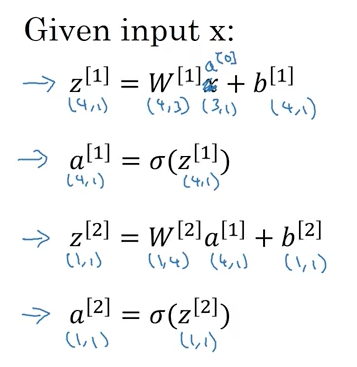 Given input x:
a^[0]
→ z^[1] = W^[1]x + b^[1]
(4,1) (4,3) (3,1) (4,1)
→ a^[1] = σ(z^[1])
(4,1) (4,1)
→ z^[2] = W^[2]a^[1] + b^[2]
(1,1) (1,4) (4,1) (1,1)
→ a^[2] = σ(z^[2])
(1,1) (1,1)